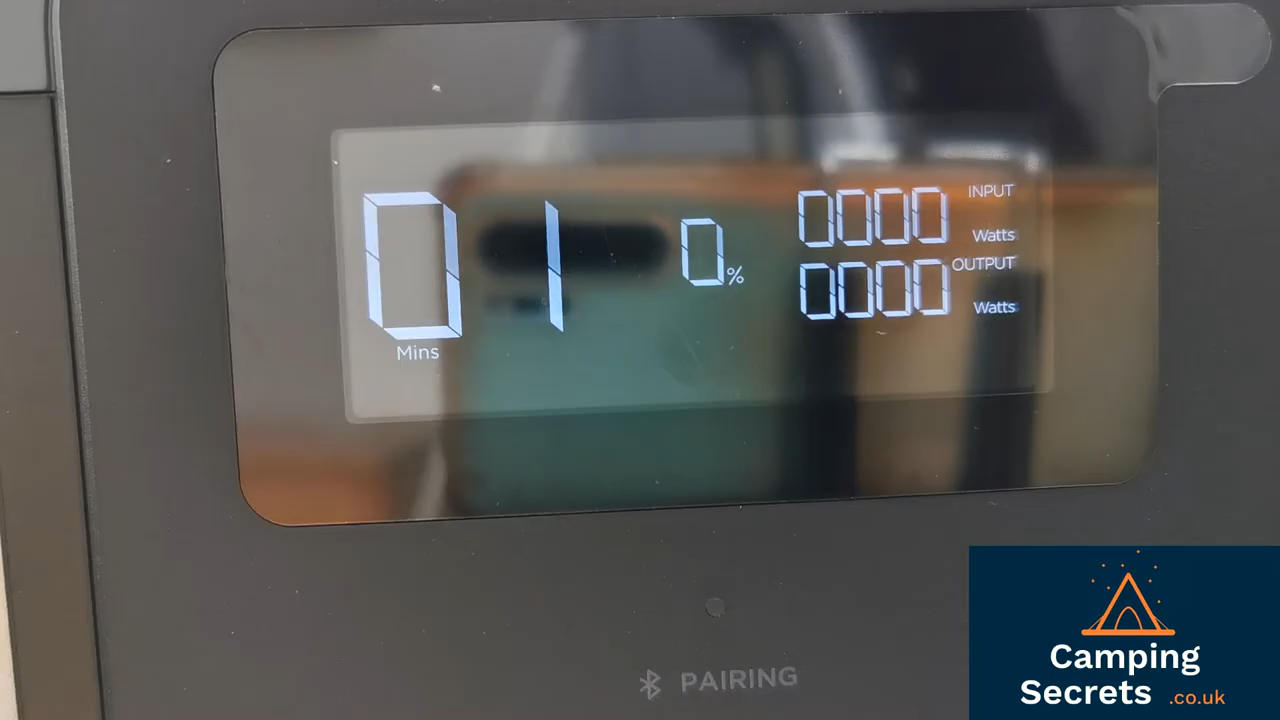 01
Mins
0%
0000 INPUT
Watts
0000 OUTPUT
Watts
PAIRING
Camping
Secrets .co.uk